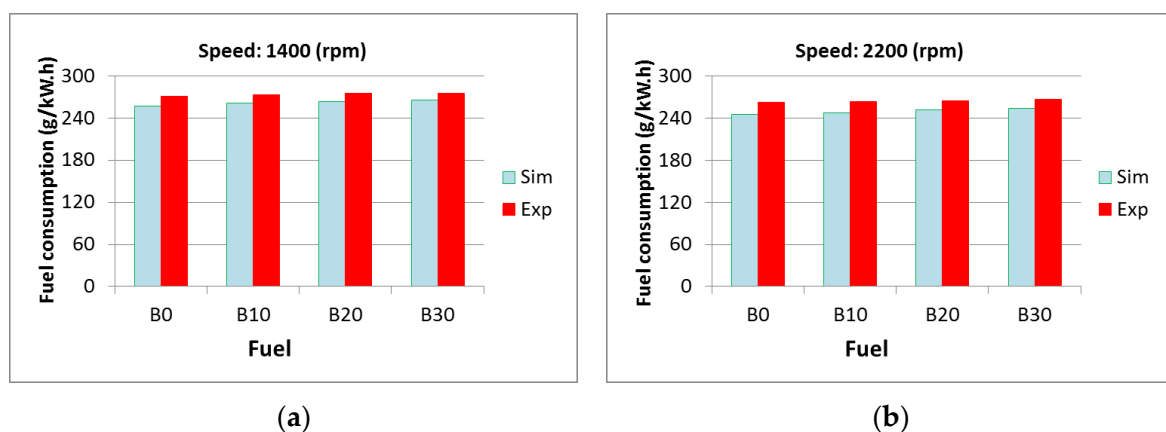 Speed: 1400 (rpm)
Fuel consumption (g/kW.h)
300
240
180
120
60
0
B0 B10 B20 B30
Fuel
Sim
Exp
(a)
Speed: 2200 (rpm)
Fuel consumption (g/kW.h)
300
240
180
120
60
0
B0 B10 B20 B30
Fuel
Sim
Exp
(b)